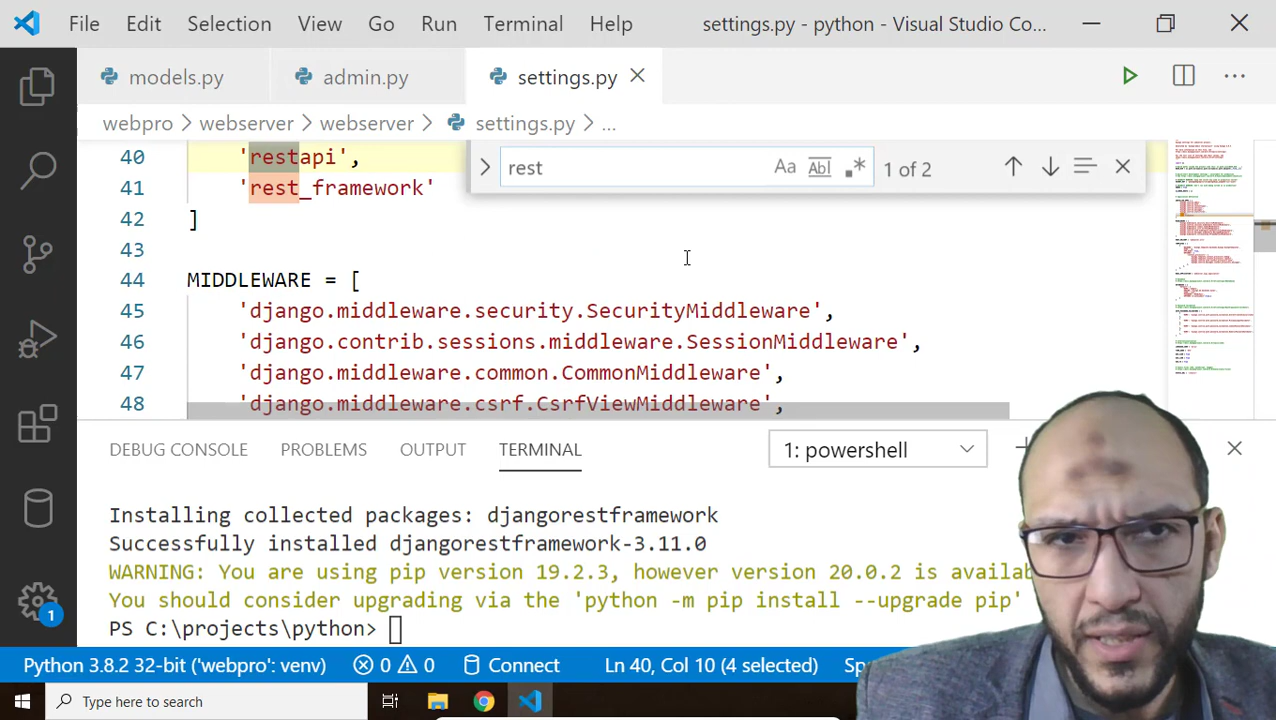 File Edit Selection View Go Run Terminal Help settings.py - python - Visual Studio Co...
models.py admin.py settings.py
webpro > webserver > webserver > settings.py > ...
rest Aa Abl .* 1 of 2
40 'restapi',
41 'rest_framework'
42 ]
43
44 MIDDLEWARE = [
45 'django.middleware.security.SecurityMiddleware',
46 'django.contrib.sessions.middleware.SessionMiddleware',
47 'django.middleware.common.CommonMiddleware',
48 'django.middleware.csrf.CsrfViewMiddleware',
DEBUG CONSOLE PROBLEMS OUTPUT TERMINAL 1: powershell
Installing collected packages: djangorestframework
Successfully installed djangorestframework-3.11.0
WARNING: You are using pip version 19.2.3, however version 20.0.2 is availa
You should consider upgrading via the 'python -m pip install --upgrade pip'
PS C:\projects\python>
1
Python 3.8.2 32-bit ('webpro': venv) 0 0 Connect Ln 40, Col 10 (4 selected) Sp
Type here to search